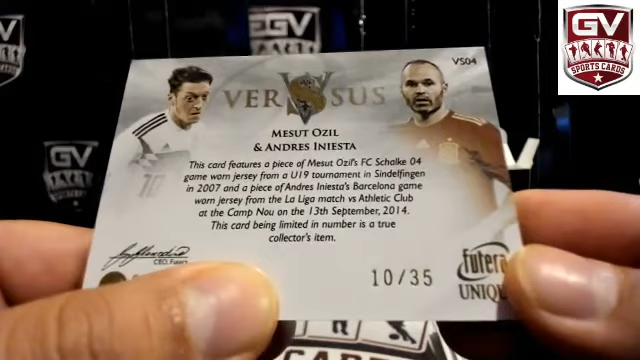 GV
SPORTS CARDS
GV
GV
VS04
VERSUS
MESUT OZIL
& ANDRES INIESTA
This card features a piece of Mesut Ozil's FC Schalke 04
game worn jersey from a U19 tournament in Sindelfingen
in 2007 and a piece of Andres Iniesta's Barcelona game
worn jersey from the La Liga match vs Athletic Club
at the Camp Nou on the 13th September, 2014.
This card being limited in number is a true
collector's item.
CEO, Futera
10/35
futera
UNIQUE
CARDS